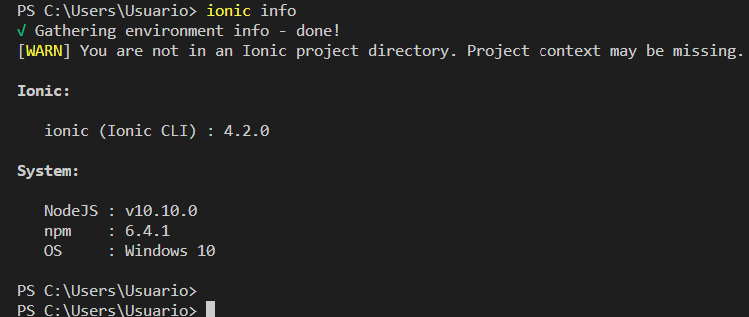 PS C:\Users\Usuario> ionic info
√ Gathering environment info - done!
[WARN] You are not in an Ionic project directory. Project context may be missing.
Ionic:
ionic (Ionic CLI) : 4.2.0
System:
NodeJS : v10.10.0
npm    : 6.4.1
OS     : Windows 10
PS C:\Users\Usuario>
PS C:\Users\Usuario>